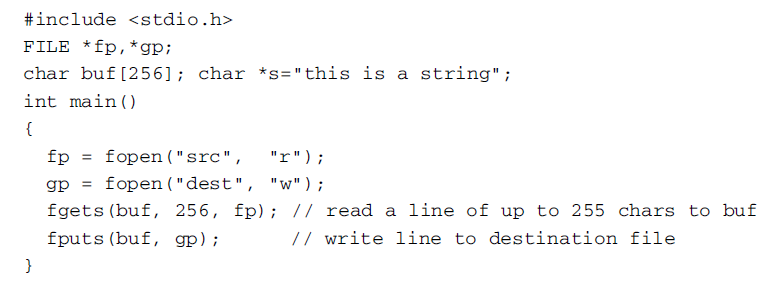 #include <stdio.h>
FILE *fp,*gp;
char buf[256]; char *s="this is a string";
int main()
{
  fp = fopen("src",  "r");
  gp = fopen("dest", "w");
  fgets(buf, 256, fp); // read a line of up to 255 chars to buf
  fputs(buf, gp);      // write line to destination file
}